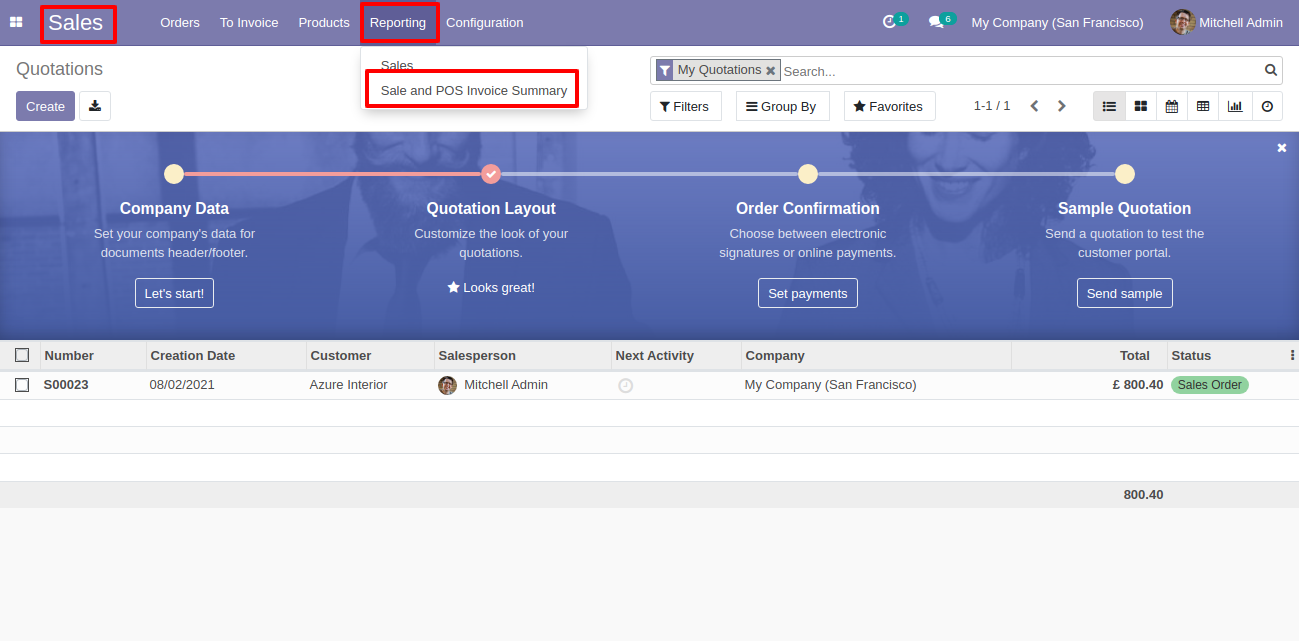 Sales Orders To Invoice Products Reporting Configuration 1 6 My Company (San Francisco) Mitchell Admin
Quotations
Sales
Sale and POS Invoice Summary
My Quotations Search...
Create
Filters Group By Favorites 1-1 / 1
Company Data
Set your company's data for
documents header/footer.
Let's start!
Quotation Layout
Customize the look of your
quotations.
Looks great!
Order Confirmation
Choose between electronic
signatures or online payments.
Set payments
Sample Quotation
Send a quotation to test the
customer portal.
Send sample
Number Creation Date Customer Salesperson Next Activity Company Total Status
S00023 08/02/2021 Azure Interior Mitchell Admin My Company (San Francisco) £ 800.40 Sales Order
800.40